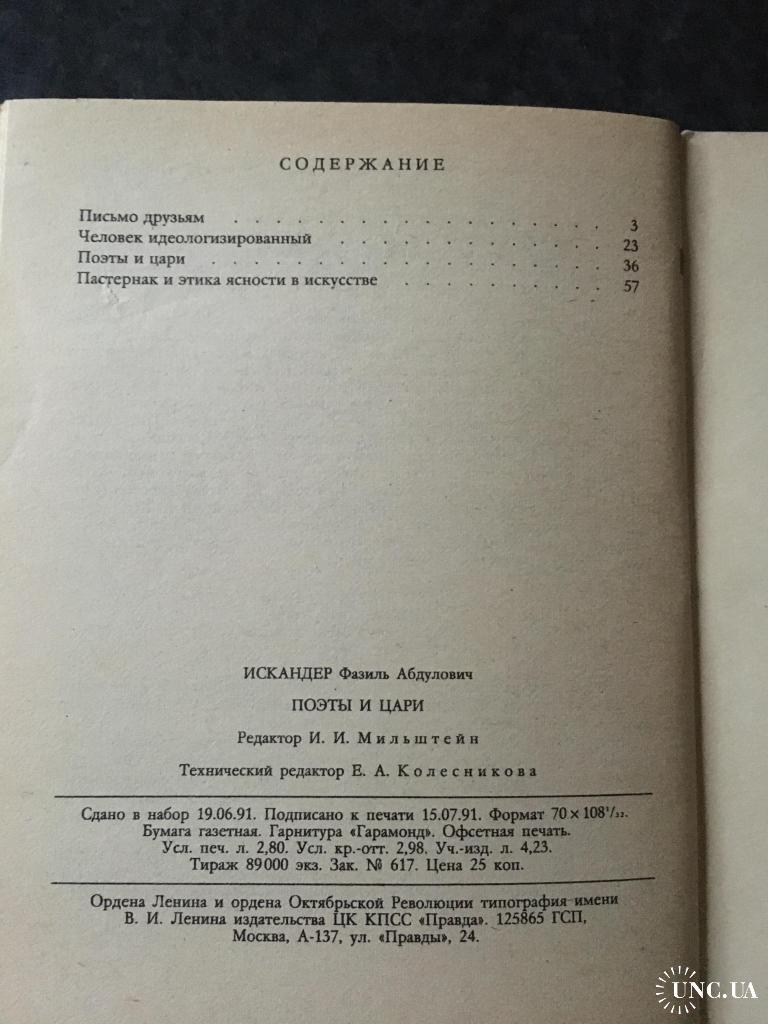 СОДЕРЖАНИЕ
Письмо друзьям . . . . . . . . . . . . . . . . . . 3
Человек идеологизированный . . . . . . . . . . . . . 23
Поэты и цари . . . . . . . . . . . . . . . . . . . 36
Пастернак и этика ясности в искусстве . . . . . . . . . . 57
ИСКАНДЕР Фазиль Абдулович
ПОЭТЫ И ЦАРИ
Редактор И. И. Мильштейн
Технический редактор Е. А. Колесникова
Сдано в набор 19.06.91. Подписано к печати 15.07.91. Формат 70×108¹/₃₂.
Бумага газетная. Гарнитура «Гарамонд». Офсетная печать.
Усл. печ. л. 2,80. Усл. кр.-отт. 2,98. Уч.-изд. л. 4,23.
Тираж 89000 экз. Зак. № 617. Цена 25 коп.
Ордена Ленина и ордена Октябрьской Революции типография имени
В. И. Ленина издательства ЦК КПСС «Правда». 125865 ГСП,
Москва, А-137, ул. «Правды», 24.
UNC.UA